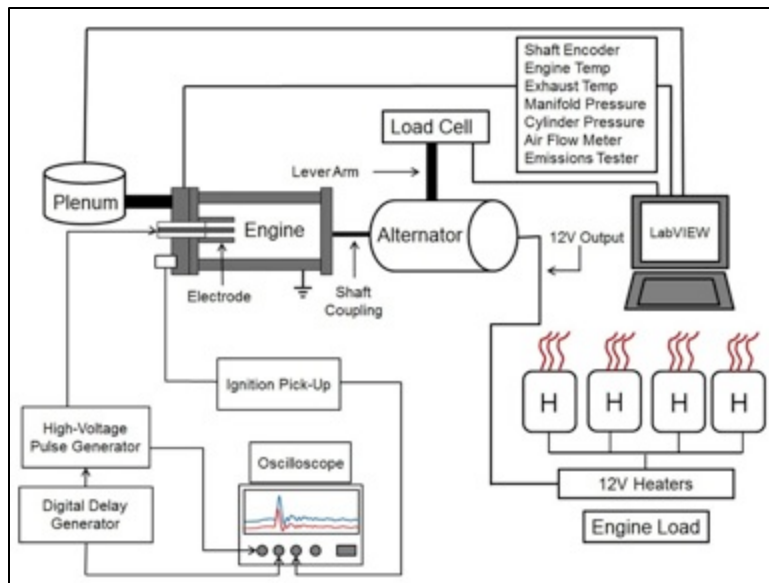 Shaft Encoder
Engine Temp
Exhaust Temp
Manifold Pressure
Cylinder Pressure
Air Flow Meter
Emissions Tester
Load Cell
Lever Arm
Plenum
Engine
Alternator
12V Output
LabVIEW
Electrode
Shaft
Coupling
Ignition Pick-Up
H H H H
High-Voltage
Pulse Generator
Oscilloscope
12V Heaters
Digital Delay
Generator
Engine Load